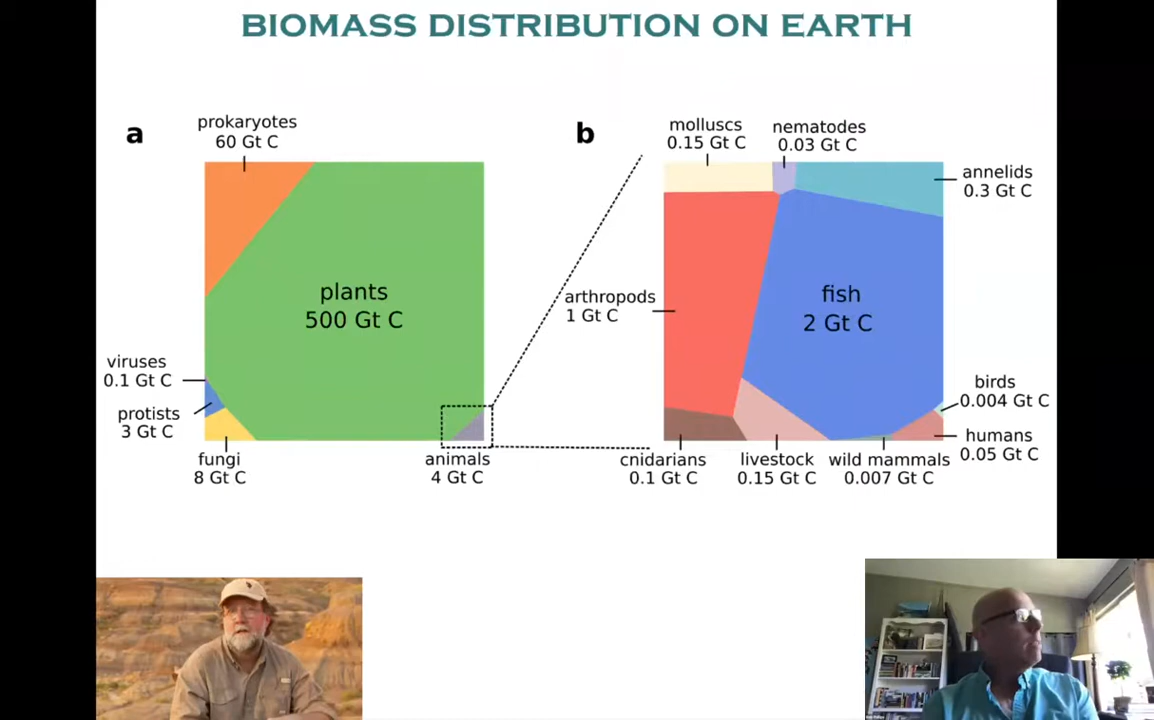 BIOMASS DISTRIBUTION ON EARTH
a
prokaryotes
60 Gt C
plants
500 Gt C
viruses
0.1 Gt C
protists
3 Gt C
fungi
8 Gt C
animals
4 Gt C
b
molluscs
0.15 Gt C
nematodes
0.03 Gt C
annelids
0.3 Gt C
arthropods
1 Gt C
fish
2 Gt C
birds
0.004 Gt C
humans
0.05 Gt C
cnidarians
0.1 Gt C
livestock
0.15 Gt C
wild mammals
0.007 Gt C